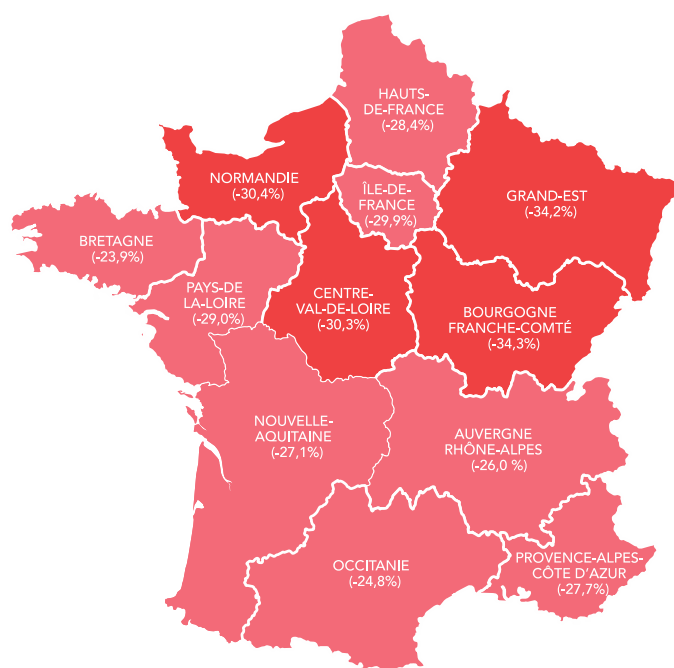 HAUTS-
DE-FRANCE
(-28,4%)
NORMANDIE
(-30,4%)
ÎLE-DE-
FRANCE
(-29,9%)
GRAND-EST
(-34,2%)
BRETAGNE
(-23,9%)
PAYS-DE
LA-LOIRE
(-29,0%)
CENTRE-
VAL-DE-LOIRE
(-30,3%)
BOURGOGNE
FRANCHE-COMTÉ
(-34,3%)
NOUVELLE-
AQUITAINE
(-27,1%)
AUVERGNE
RHÔNE-ALPES
(-26,0 %)
OCCITANIE
(-24,8%)
PROVENCE-ALPES-
CÔTE D'AZUR
(-27,7%)